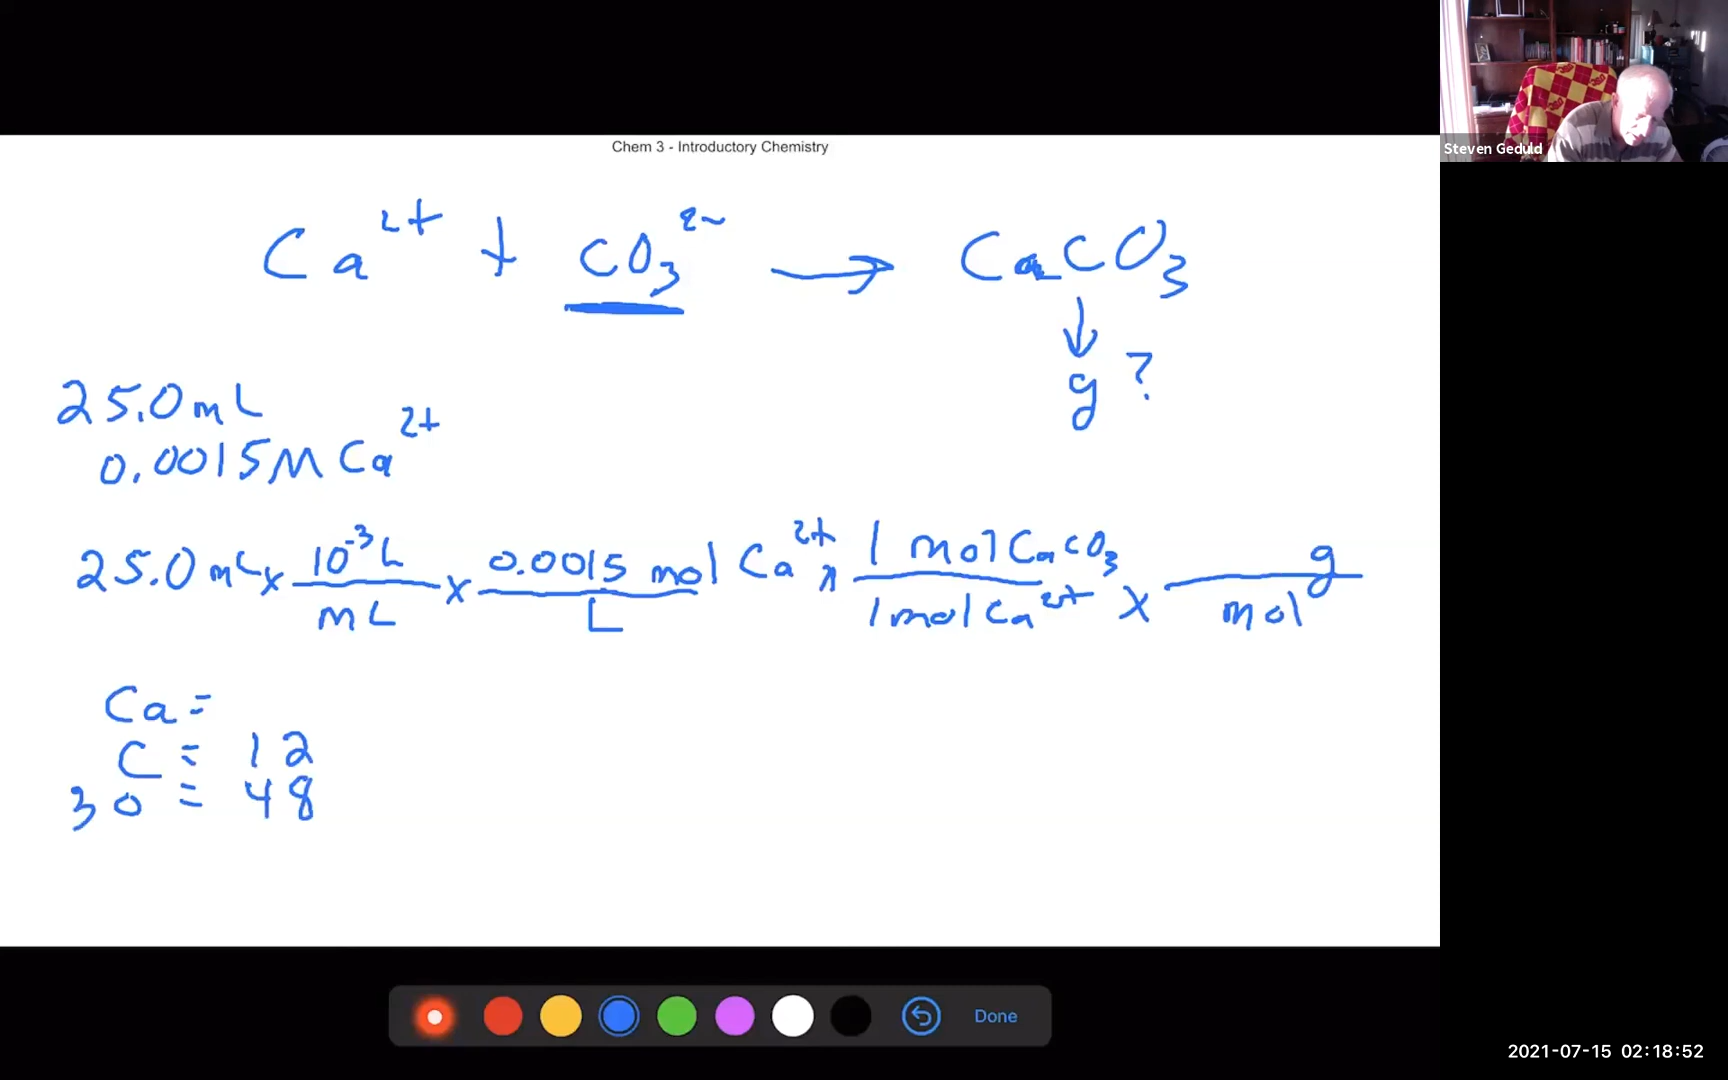 Chem 3 - Introductory Chemistry
Steven Geduld
Ca²⁺ + CO₃²⁻ → CaCO₃
↓
g ?
25.0 mL
0.0015 M Ca²⁺
25.0 mL x 10⁻³ L / mL x 0.0015 mol Ca²⁺ / L x 1 mol CaCO₃ / 1 mol Ca²⁺ x g / mol
Ca =
C = 12
3 O = 48
Done
2021-07-15 02:18:52